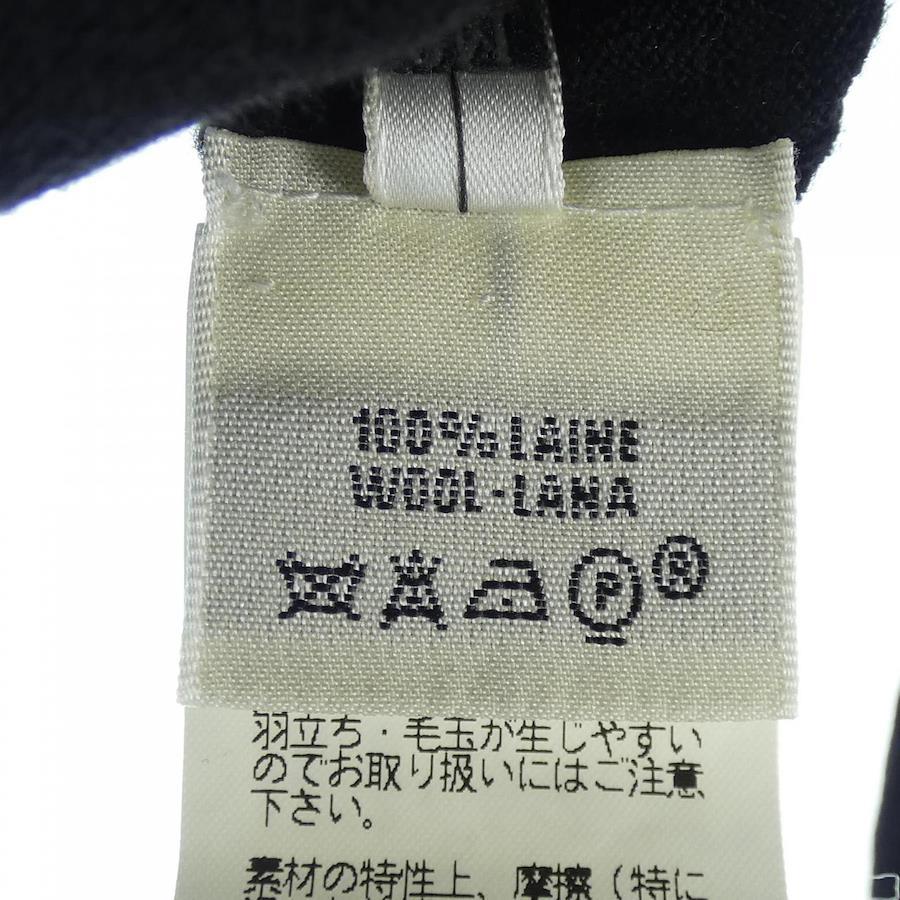 100% LAINE
WOOL-LANA
P ®
羽立ち・毛玉が生じやすい
のでお取り扱いにはご注意
下さい。
素材の特性上、摩擦(特に